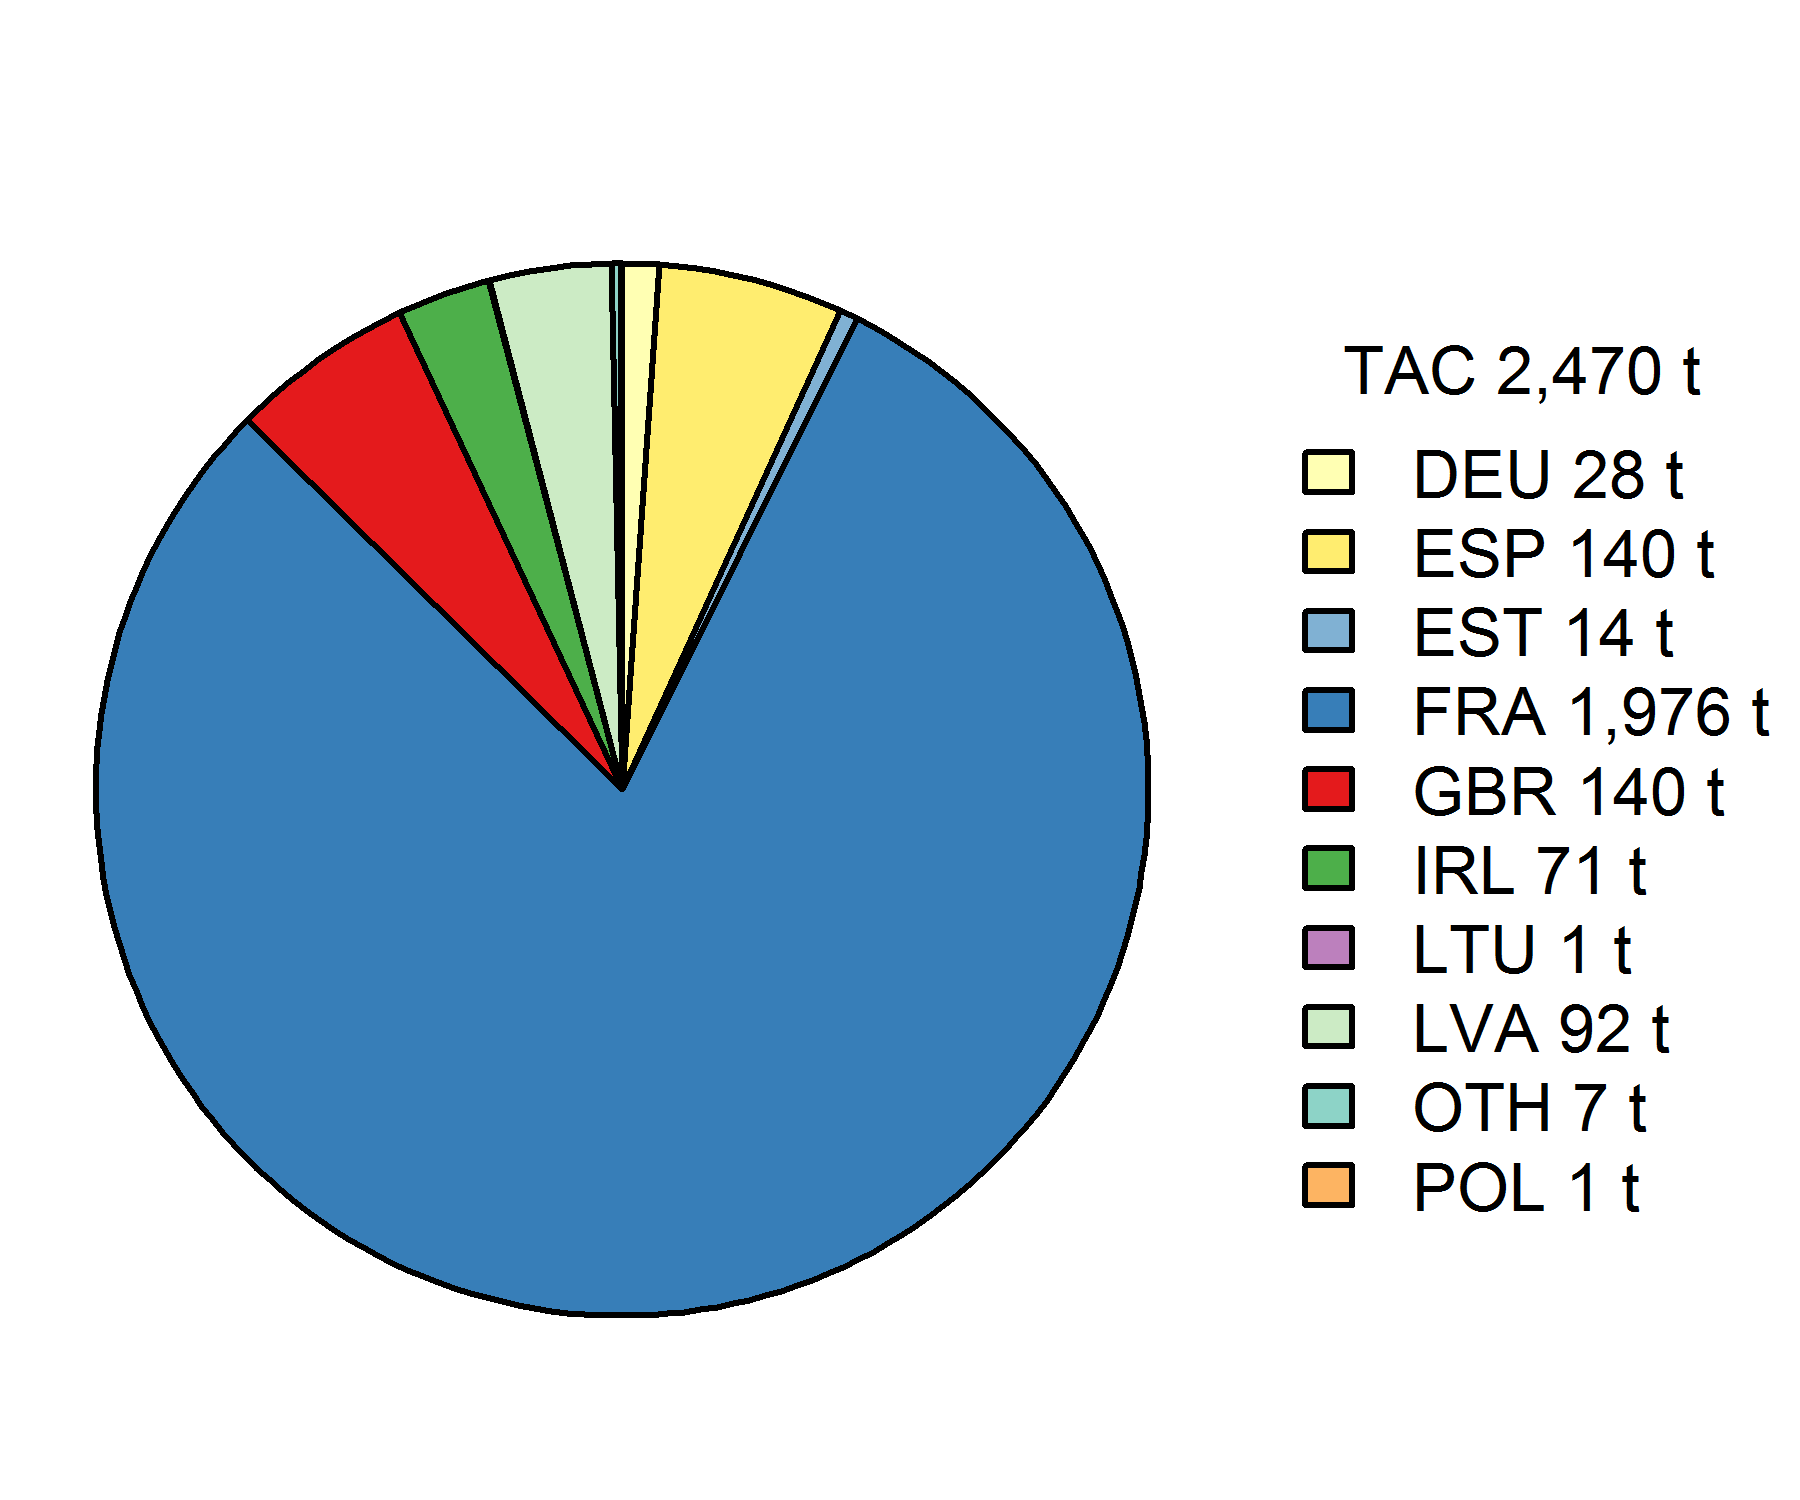 TAC 2,470 t
DEU 28 t
ESP 140 t
EST 14 t
FRA 1,976 t
GBR 140 t
IRL 71 t
LTU 1 t
LVA 92 t
OTH 7 t
POL 1 t